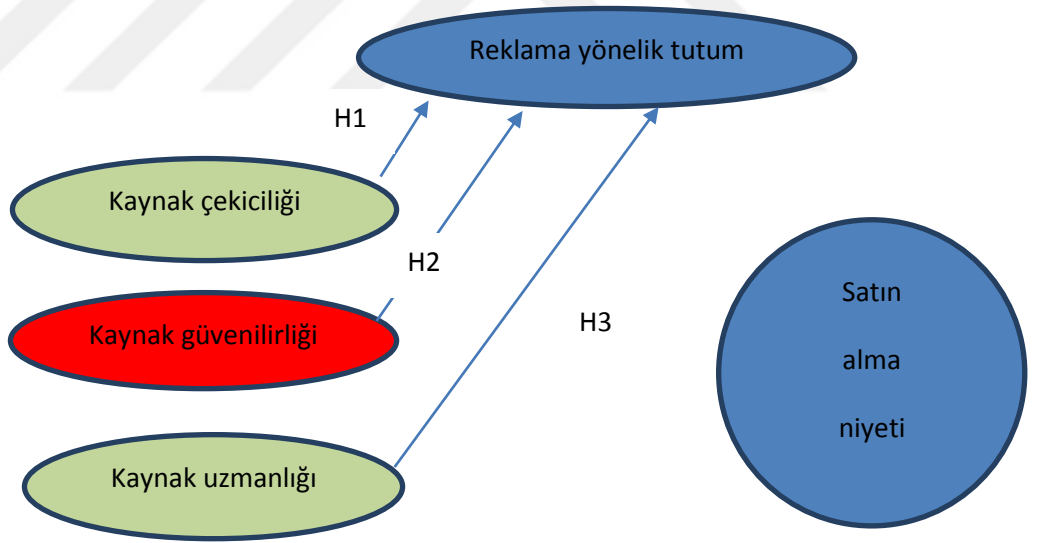 Reklama yönelik tutum
H1
Kaynak çekiciliği
H2
Kaynak güvenilirliği
H3
Kaynak uzmanlığı
Satın
alma
niyeti